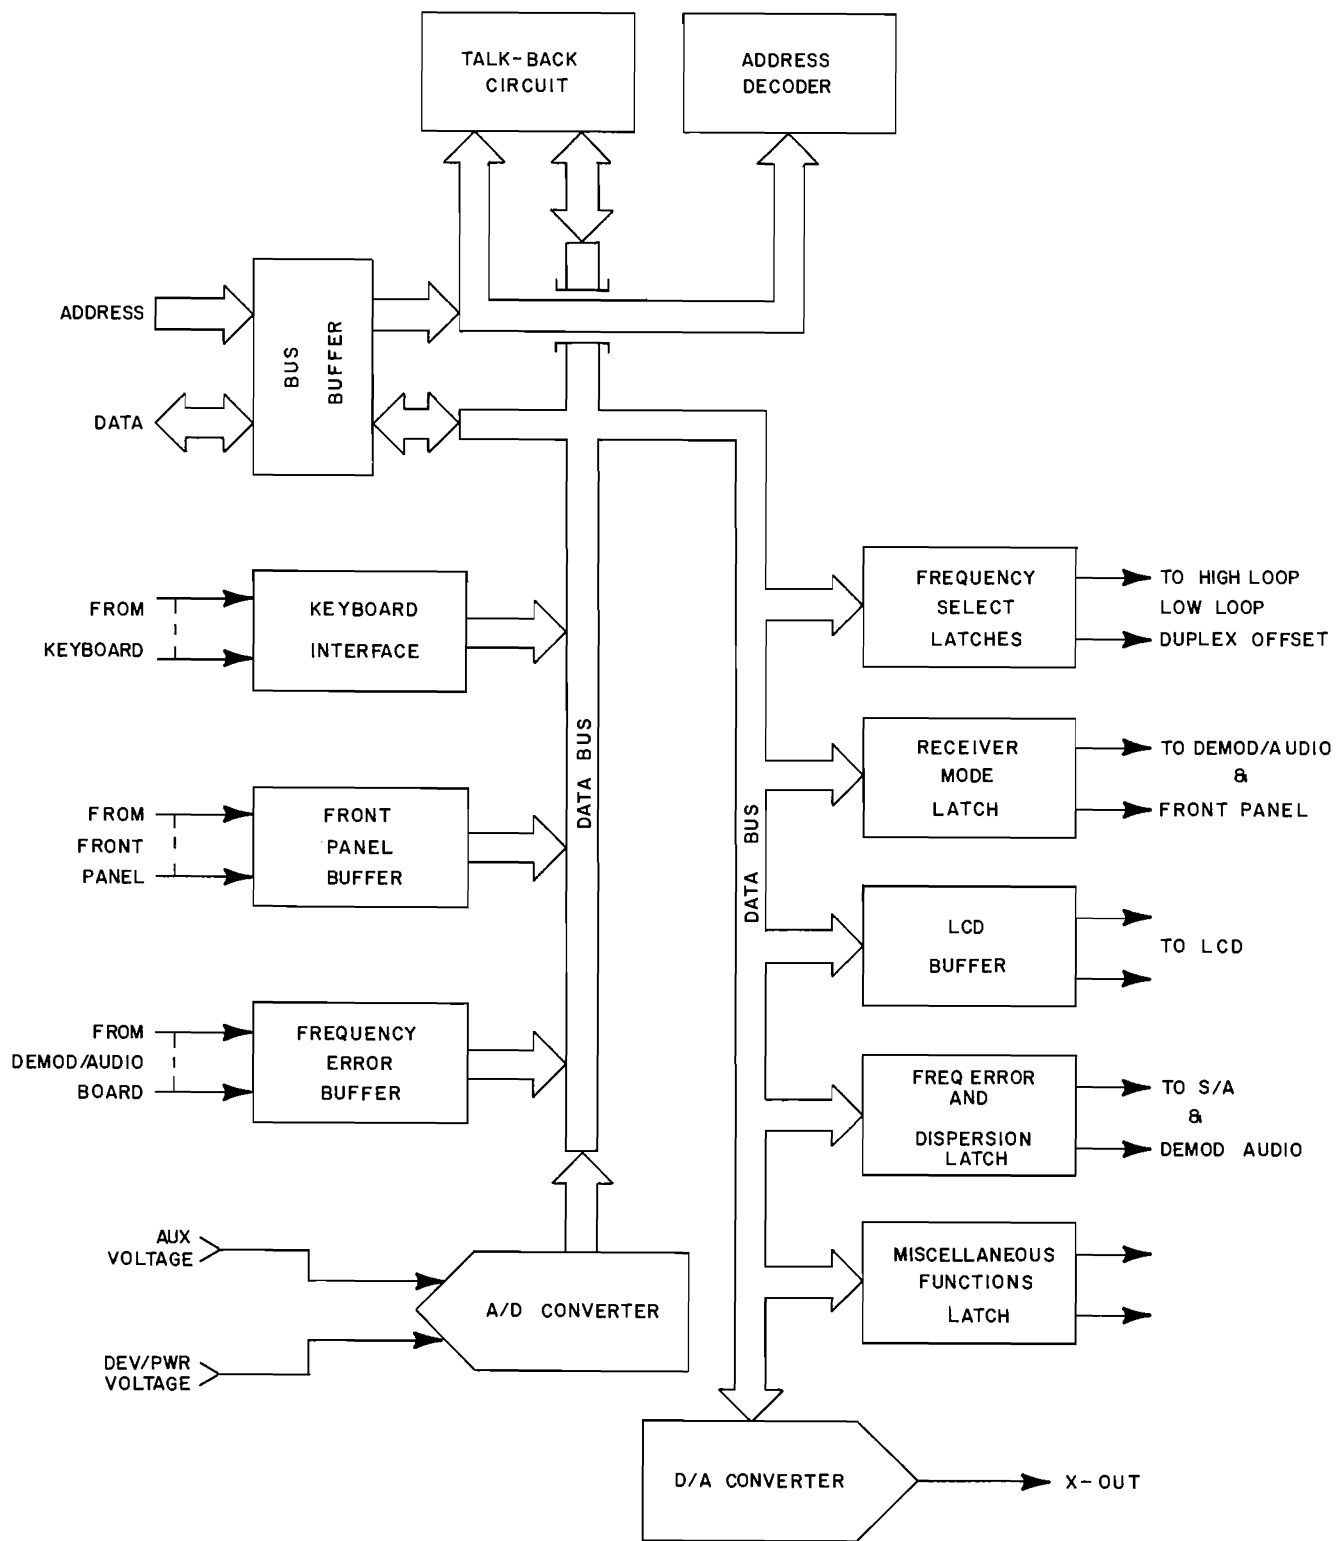 TALK-BACK
CIRCUIT
ADDRESS
DECODER
ADDRESS
DATA
BUS
BUFFER
FROM
KEYBOARD
KEYBOARD
INTERFACE
FREQUENCY
SELECT
LATCHES
TO HIGH LOOP
LOW LOOP
DUPLEX OFFSET
DATA BUS
DATA BUS
RECEIVER
MODE
LATCH
TO DEMOD/AUDIO
&
FRONT PANEL
FROM
FRONT
PANEL
FRONT
PANEL
BUFFER
LCD
BUFFER
TO LCD
FROM
DEMOD/AUDIO
BOARD
FREQUENCY
ERROR
BUFFER
FREQ ERROR
AND
DISPERSION
LATCH
TO S/A
&
DEMOD AUDIO
AUX
VOLTAGE
DEV/PWR
VOLTAGE
A/D CONVERTER
MISCELLANEOUS
FUNCTIONS
LATCH
D/A CONVERTER
X-OUT